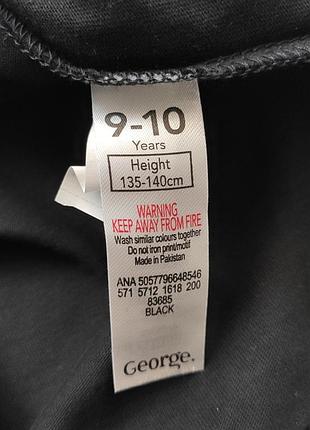 9-10
Years
Height
135-140cm
WARNING
KEEP AWAY FROM FIRE
Wash similar colours together
Do not iron print/motif
Made in Pakistan
ANA 5057796648546
571 5712 1618 200
83685
BLACK
George.